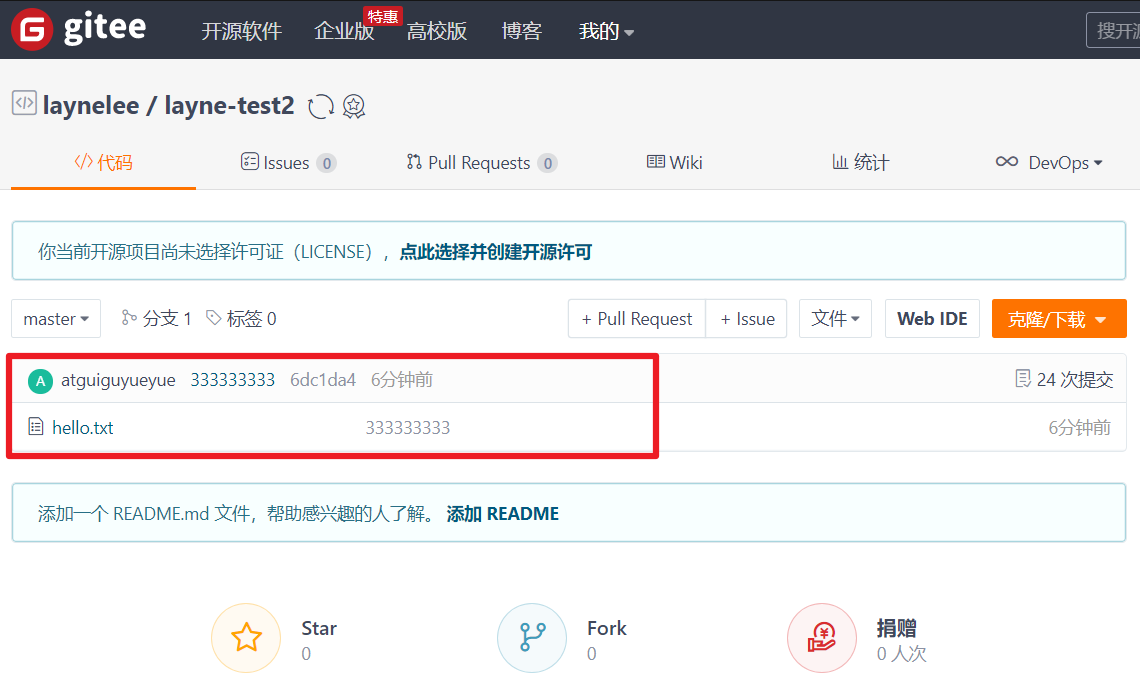 gitee 开源软件 企业版 特惠 高校版 博客 我的 搜开源
laynelee / layne-test2
代码 Issues 0 Pull Requests 0 Wiki 统计 DevOps
你当前开源项目尚未选择许可证（LICENSE），点此选择并创建开源许可
master 分支 1 标签 0 + Pull Request + Issue 文件 Web IDE 克隆/下载
A atguiguyueyue 333333333 6dc1da4 6分钟前 24 次提交
hello.txt 333333333 6分钟前
添加一个 README.md 文件，帮助感兴趣的人了解。 添加 README
Star
0
Fork
0
捐赠
0 人次